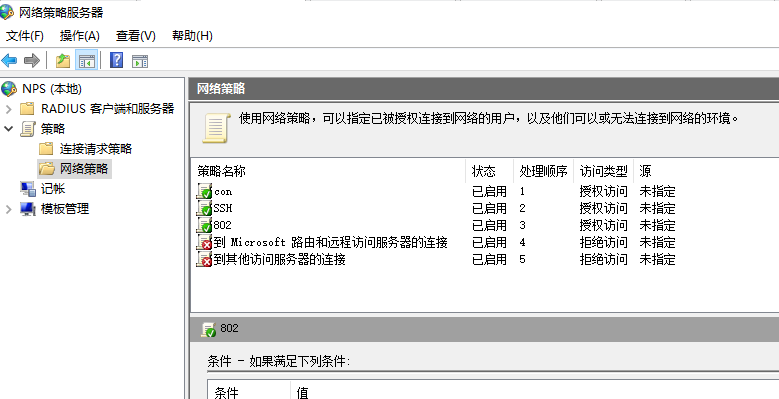 网络策略服务器
文件(F) 操作(A) 查看(V) 帮助(H)
NPS (本地)
RADIUS 客户端和服务器
策略
连接请求策略
网络策略
记帐
模板管理
网络策略
使用网络策略，可以指定已被授权连接到网络的用户，以及他们可以或无法连接到网络的环境。
策略名称 状态 处理顺序 访问类型 源
con 已启用 1 授权访问 未指定
SSH 已启用 2 授权访问 未指定
802 已启用 3 授权访问 未指定
到 Microsoft 路由和远程访问服务器的连接 已启用 4 拒绝访问 未指定
到其他访问服务器的连接 已启用 5 拒绝访问 未指定
802
条件 - 如果满足下列条件:
条件 值